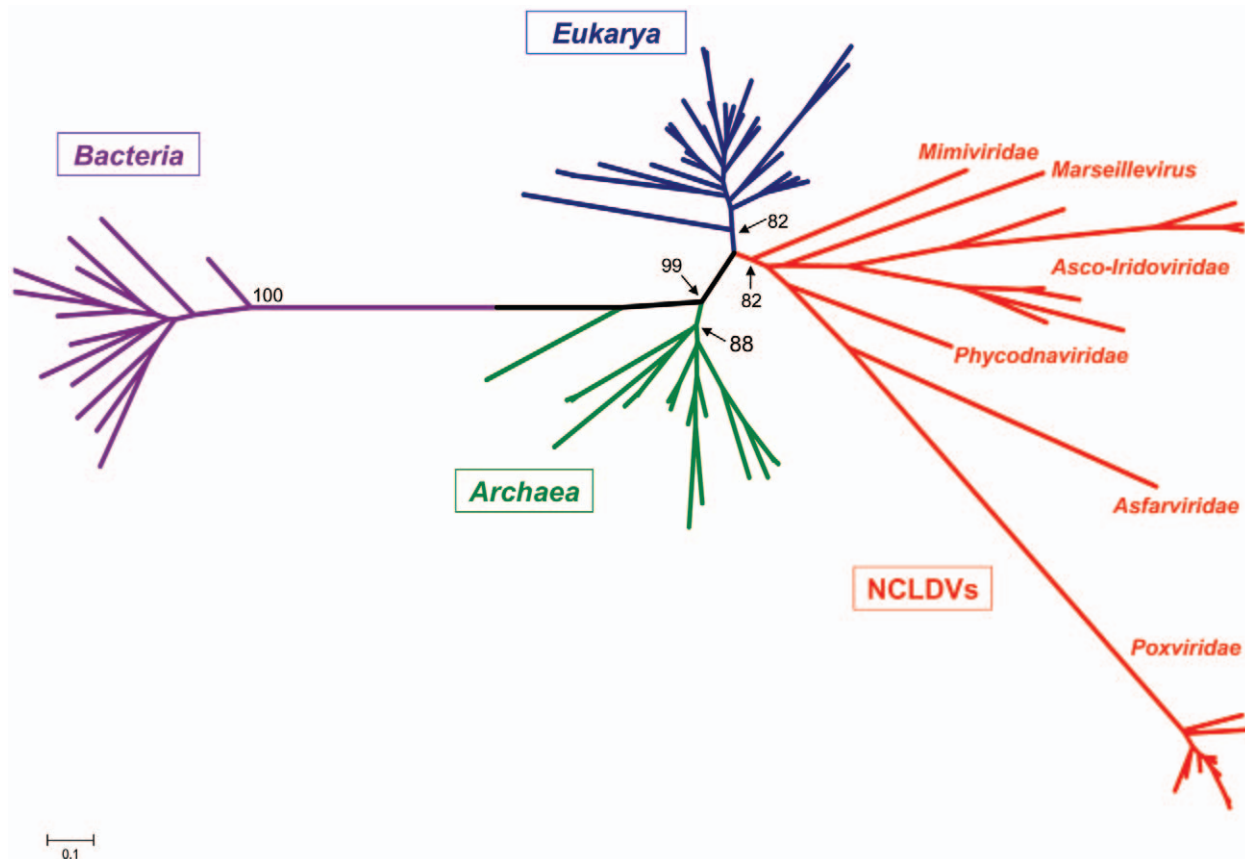 Eukarya
Bacteria
Mimiviridae
Marseillevirus
82
99
Asco-Iridoviridae
100
82
88
Phycodnaviridae
Archaea
Asfarviridae
NCLDVs
Poxviridae
0.1